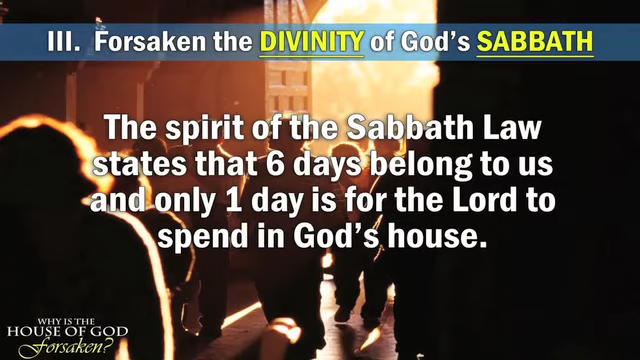 III. Forsaken the DIVINITY of God's SABBATH
The spirit of the Sabbath Law
states that 6 days belong to us
and only 1 day is for the Lord to
spend in God's house.
WHY IS THE
HOUSE OF GOD
Forsaken?